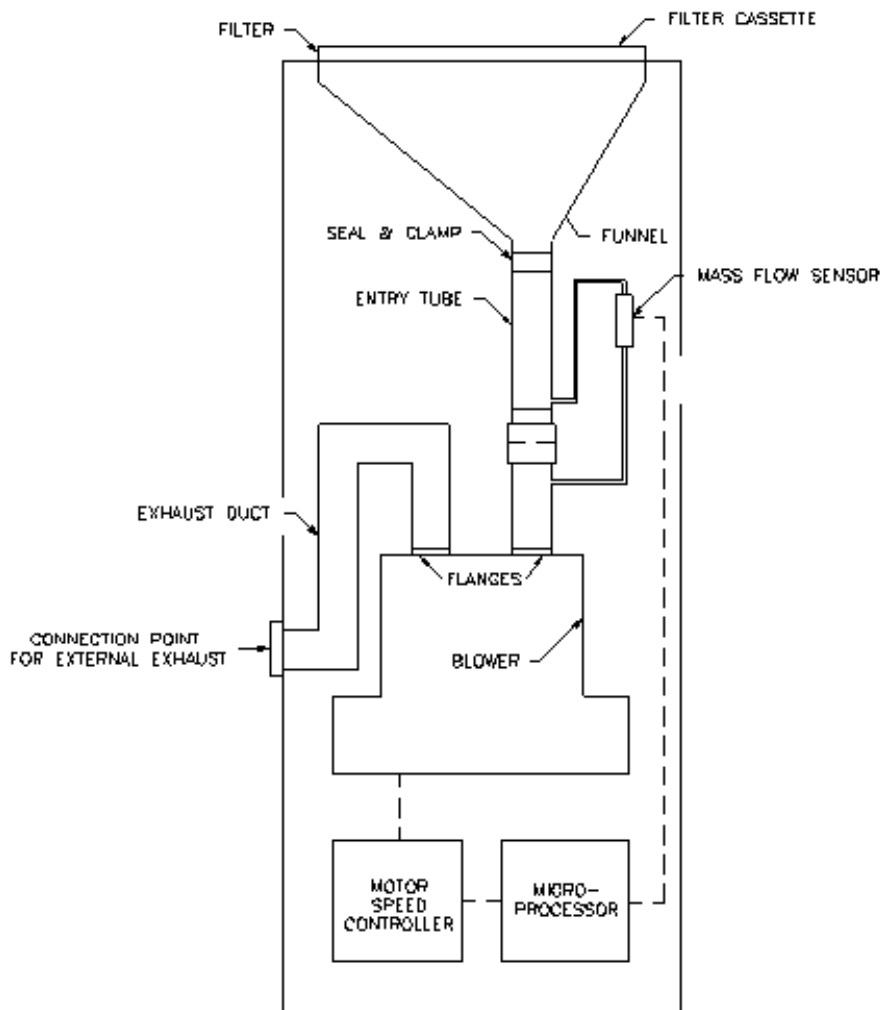 FILTER CASSETTE
FILTER
SEAL & CLAMP
FUNNEL
MASS FLOW SENSOR
ENTRY TUBE
EXHAUST DUCT
FLANGES
CONNECTION POINT
FOR EXTERNAL EXHAUST
BLOWER
MOTOR
SPEED
CONTROLLER
MICRO-
PROCESSOR